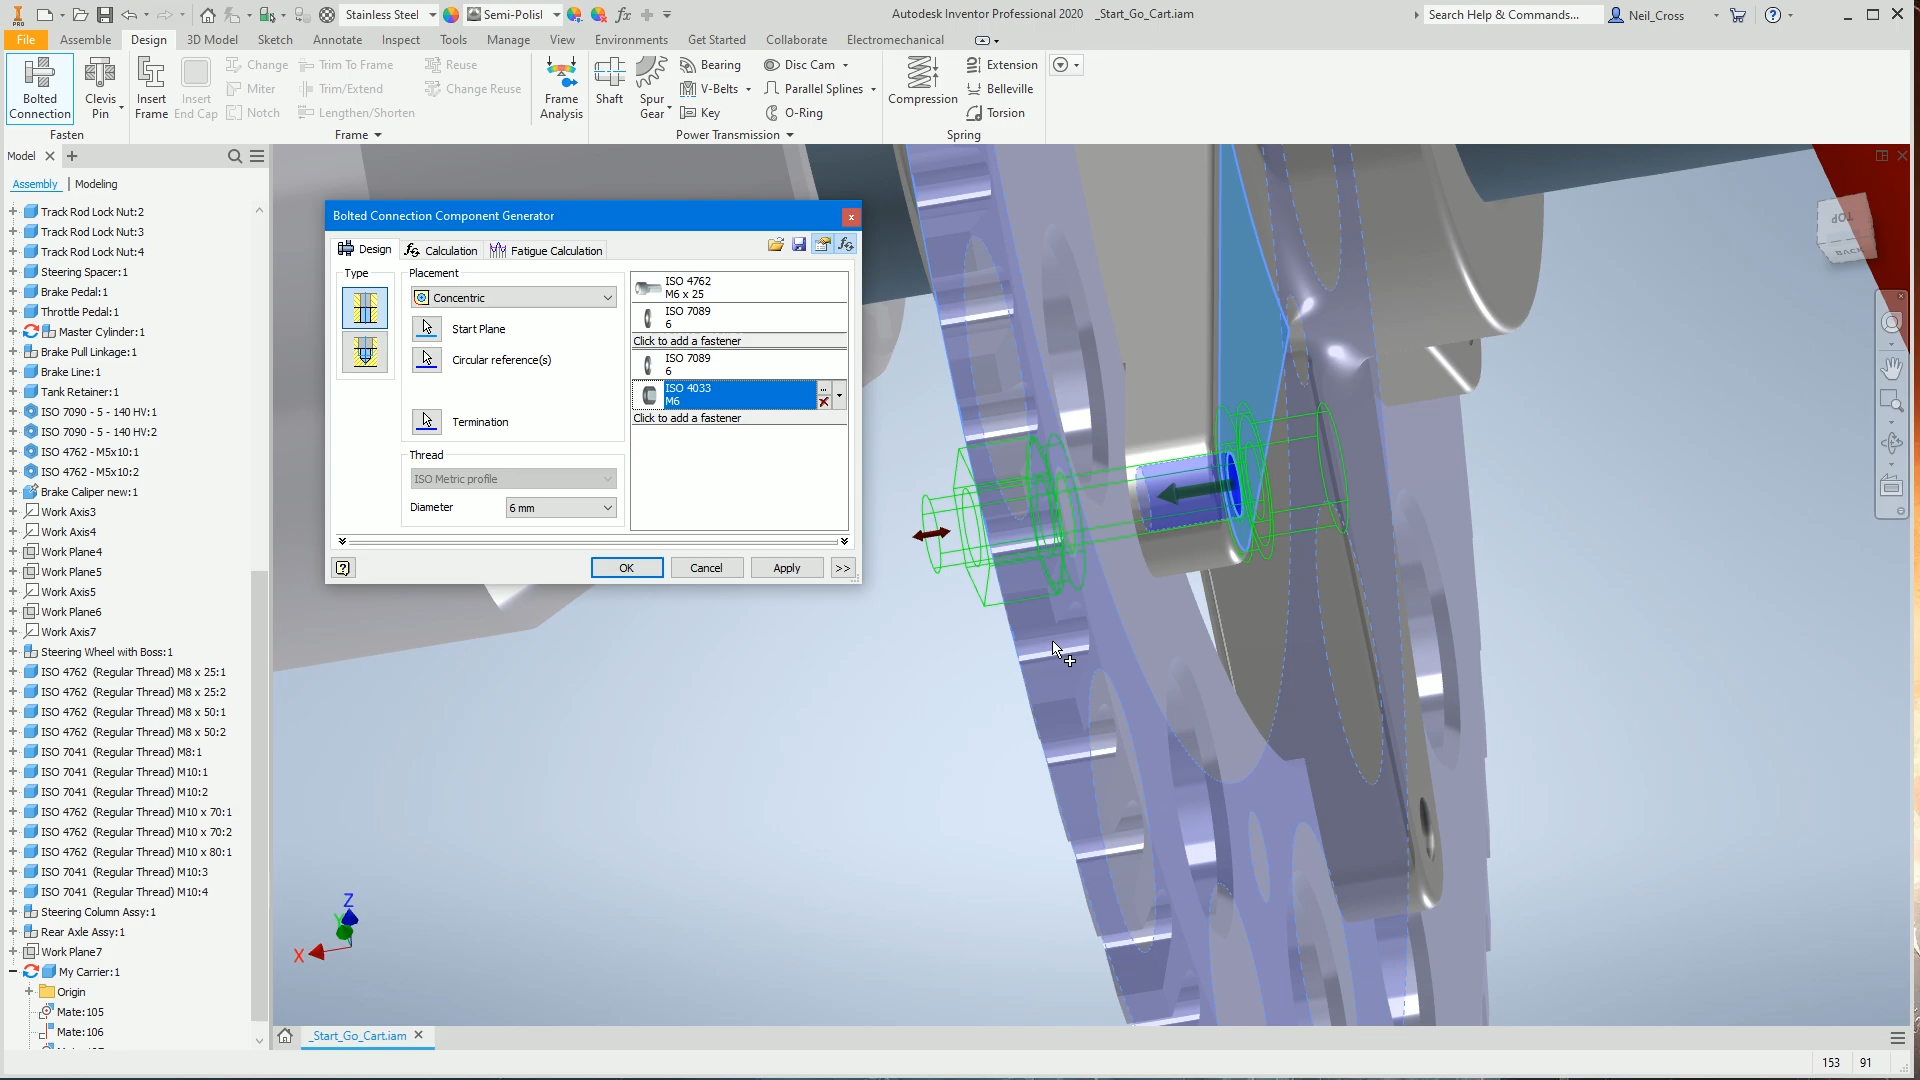 PRO
Stainless Steel
Semi-Polisl
fx
Autodesk Inventor Professional 2020 _Start_Go_Cart.iam
Search Help & Commands...
Neil_Cross
File
Assemble
Design
3D Model
Sketch
Annotate
Inspect
Tools
Manage
View
Environments
Get Started
Collaborate
Electromechanical
Bolted Connection
Clevis Pin
Insert Frame
Insert End Cap
Change
Miter
Notch
Trim To Frame
Trim/Extend
Lengthen/Shorten
Reuse
Change Reuse
Frame Analysis
Shaft
Spur Gear
Bearing
V-Belts
Key
Disc Cam
Parallel Splines
O-Ring
Compression
Extension
Belleville
Torsion
Fasten
Frame
Power Transmission
Spring
Model
Assembly
Modeling
Track Rod Lock Nut:2
Track Rod Lock Nut:3
Track Rod Lock Nut:4
Steering Spacer:1
Brake Pedal:1
Throttle Pedal:1
Master Cylinder:1
Brake Pull Linkage:1
Brake Line:1
Tank Retainer:1
ISO 7090 - 5 - 140 HV:1
ISO 7090 - 5 - 140 HV:2
ISO 4762 - M5x10:1
ISO 4762 - M5x10:2
Brake Caliper new:1
Work Axis3
Work Axis4
Work Plane4
Work Plane5
Work Axis5
Work Plane6
Work Axis7
Steering Wheel with Boss:1
ISO 4762 (Regular Thread) M8 x 25:1
ISO 4762 (Regular Thread) M8 x 25:2
ISO 4762 (Regular Thread) M8 x 50:1
ISO 4762 (Regular Thread) M8 x 50:2
ISO 7041 (Regular Thread) M8:1
ISO 7041 (Regular Thread) M10:1
ISO 7041 (Regular Thread) M10:2
ISO 4762 (Regular Thread) M10 x 70:1
ISO 4762 (Regular Thread) M10 x 70:2
ISO 4762 (Regular Thread) M10 x 80:1
ISO 7041 (Regular Thread) M10:3
ISO 7041 (Regular Thread) M10:4
Steering Column Assy:1
Rear Axle Assy:1
Work Plane7
My Carrier:1
Origin
Mate:105
Mate:106
Bolted Connection Component Generator
Design
Calculation
Fatigue Calculation
Type
Placement
Concentric
Start Plane
Circular reference(s)
Termination
Thread
ISO Metric profile
Diameter
6 mm
ISO 4762
M6 x 25
ISO 7089
6
Click to add a fastener
ISO 7089
6
ISO 4033
M6
...
Click to add a fastener
OK
Cancel
Apply
>>
TOP
BACK
Z
Y
X
_Start_Go_Cart.iam
153 91